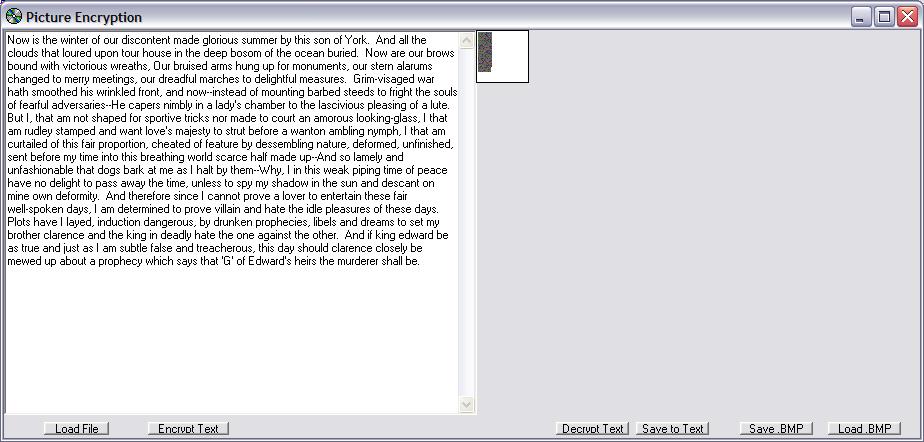 Picture Encryption
Now is the winter of our discontent made glorious summer by this son of York.  And all the
clouds that loured upon tour house in the deep bosom of the ocean buried.  Now are our brows
bound with victorious wreaths, Our bruised arms hung up for monuments, our stern alarums
changed to merry meetings, our dreadful marches to delightful measures.  Grim-visaged war
hath smoothed his wrinkled front, and now--instead of mounting barbed steeds to fright the souls
of fearful adversaries--He capers nimbly in a lady's chamber to the lascivious pleasing of a lute.
But I, that am not shaped for sportive tricks nor made to court an amorous looking-glass, I that
am rudley stamped and want love's majesty to strut before a wanton ambling nymph, I that am
curtailed of this fair proportion, cheated of feature by dessembling nature, deformed, unfinished,
sent before my time into this breathing world scarce half made up--And so lamely and
unfashionable that dogs bark at me as I halt by them--Why, I in this weak piping time of peace
have no delight to pass away the time, unless to spy my shadow in the sun and descant on
mine own deformity.  And therefore since I cannot prove a lover to entertain these fair
well-spoken days, I am determined to prove villain and hate the idle pleasures of these days.
Plots have I layed, induction dangerous, by drunken prophecies, libels and dreams to set my
brother clarence and the king in deadly hate the one against the other.  And if king edward be
as true and just as I am subtle false and treacherous, this day should clarence closely be
mewed up about a prophecy which says that 'G' of Edward's heirs the murderer shall be.
Load File Encrypt Text Decrypt Text Save to Text Save .BMP Load .BMP